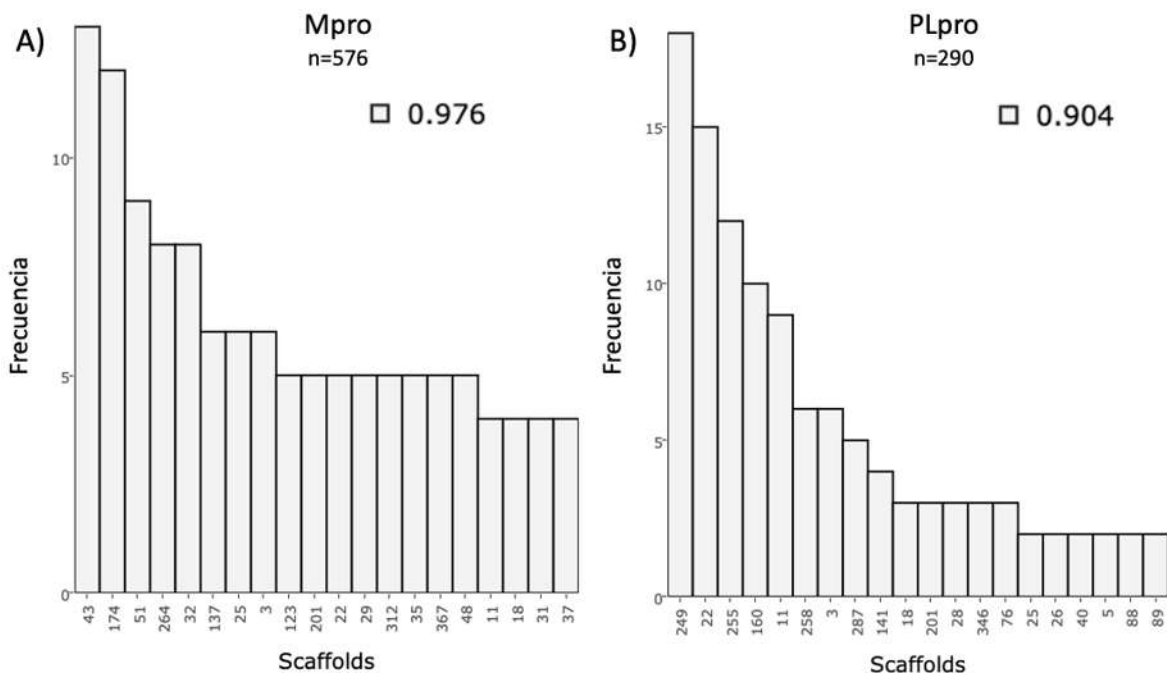 A)
Mpro
n=576
0.976
Frecuencia
10
5
0
43 174 51 264 32 137 25 3 123 201 22 29 312 35 367 48 11 18 31 37
Scaffolds
B)
PLpro
n=290
0.904
Frecuencia
15
10
5
0
249 22 255 160 11 258 3 287 141 18 201 28 346 76 25 26 40 5 88 89
Scaffolds